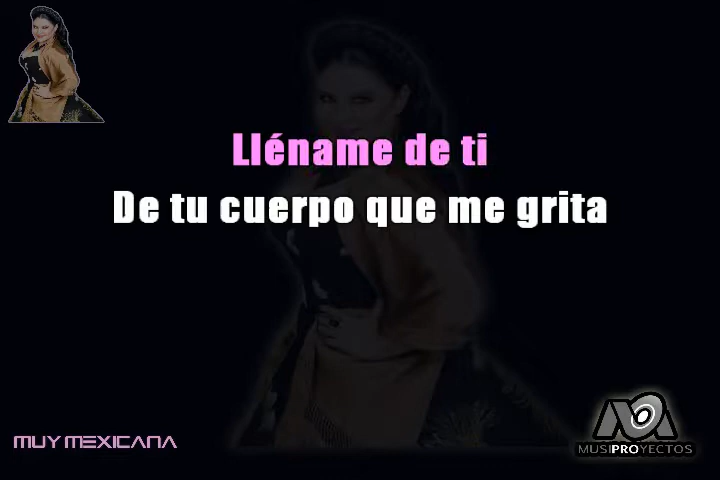 Lléname de ti
De tu cuerpo que me grita
MUY MEXICANA
MUSIPROYECTOS